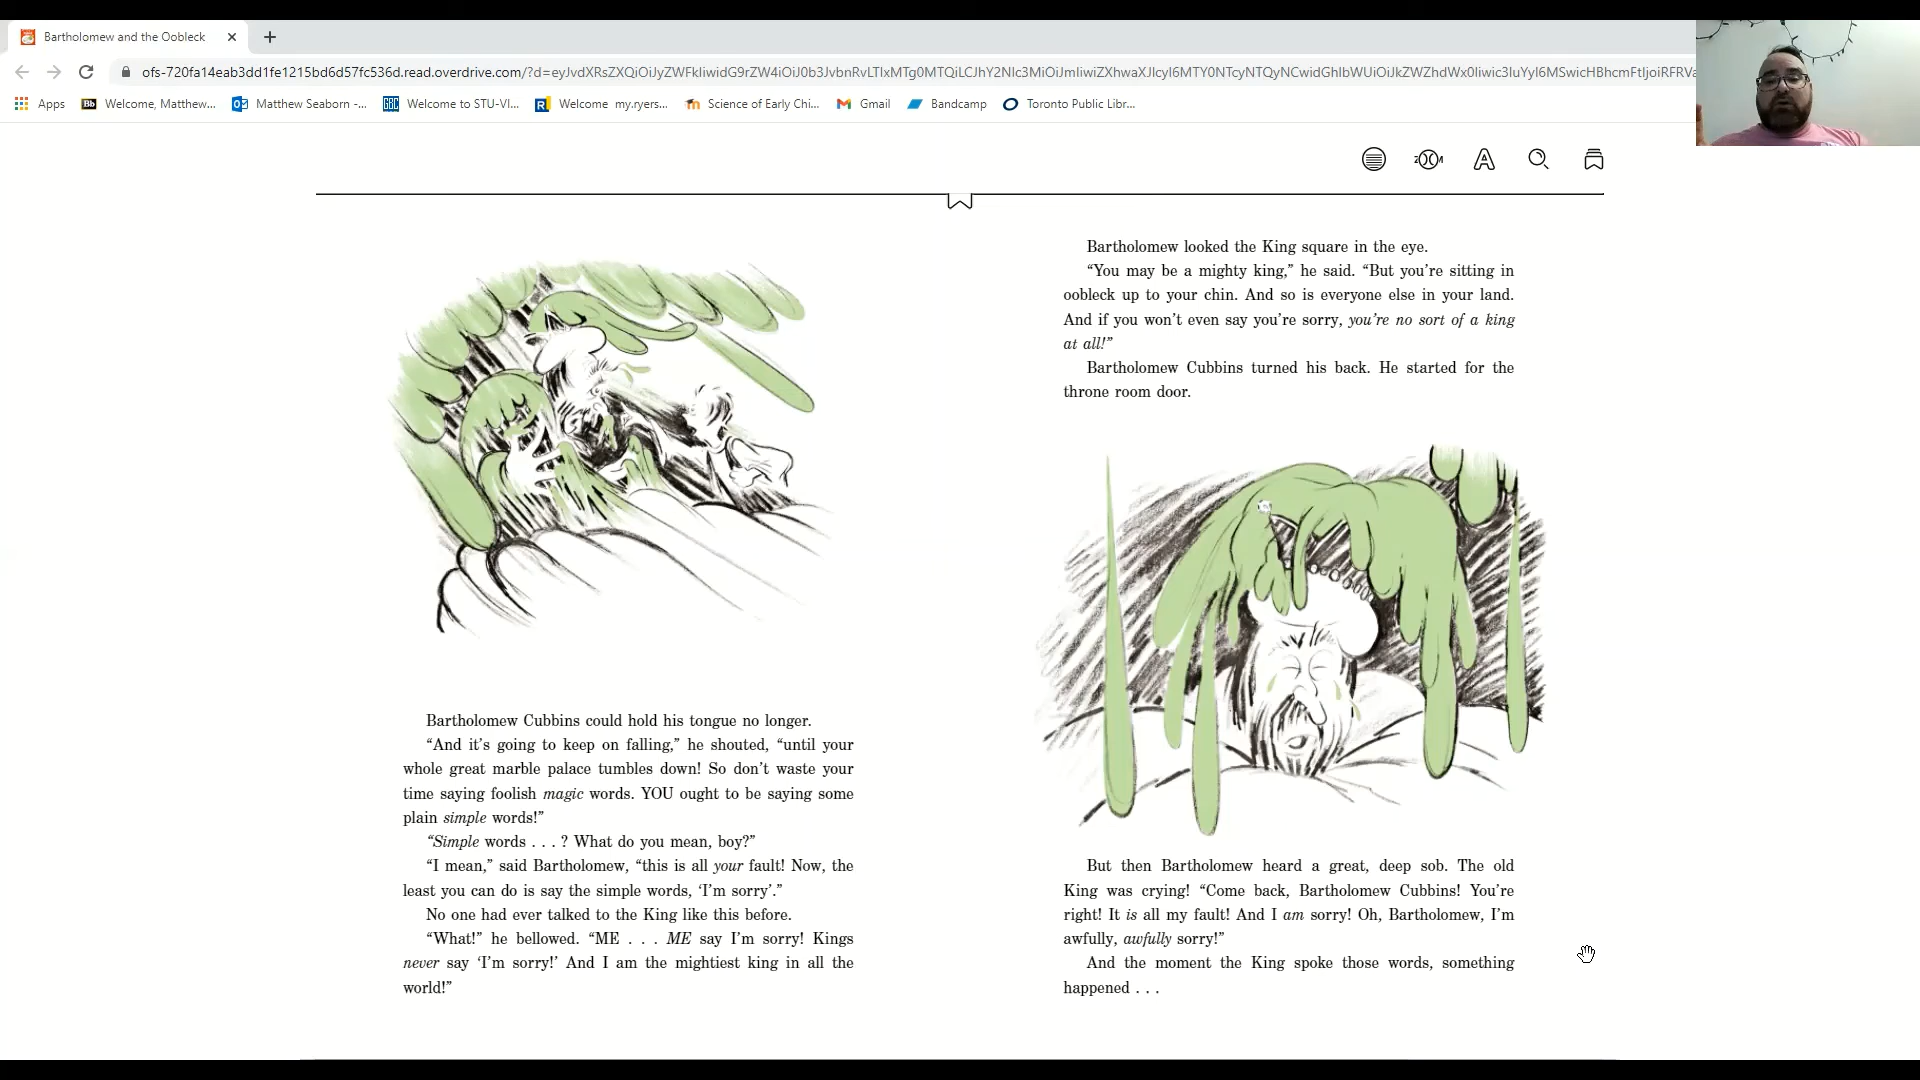 Bartholomew and the Oobleck
Apps
Welcome, Matthew...
Matthew Seaborn -...
Welcome to STU-VI...
Welcome my.ryers...
Science of Early Chi...
Gmail
Bandcamp
Toronto Public Libr...
Bartholomew Cubbins could hold his tongue no longer.
“And it’s going to keep on falling,” he shouted, “until your
whole great marble palace tumbles down! So don’t waste your
time saying foolish magic words. YOU ought to be saying some
plain simple words!”
“Simple words . . . ? What do you mean, boy?”
“I mean,” said Bartholomew, “this is all your fault! Now, the
least you can do is say the simple words, ‘I’m sorry’.”
No one had ever talked to the King like this before.
“What!” he bellowed. “ME . . . ME say I’m sorry! Kings
never say ‘I’m sorry!’ And I am the mightiest king in all the
world!”
Bartholomew looked the King square in the eye.
“You may be a mighty king,” he said. “But you’re sitting in
oobleck up to your chin. And so is everyone else in your land.
And if you won’t even say you’re sorry, you’re no sort of a king
at all!”
Bartholomew Cubbins turned his back. He started for the
throne room door.
But then Bartholomew heard a great, deep sob. The old
King was crying! “Come back, Bartholomew Cubbins! You’re
right! It is all my fault! And I am sorry! Oh, Bartholomew, I’m
awfully, awfully sorry!”
And the moment the King spoke those words, something
happened . . .